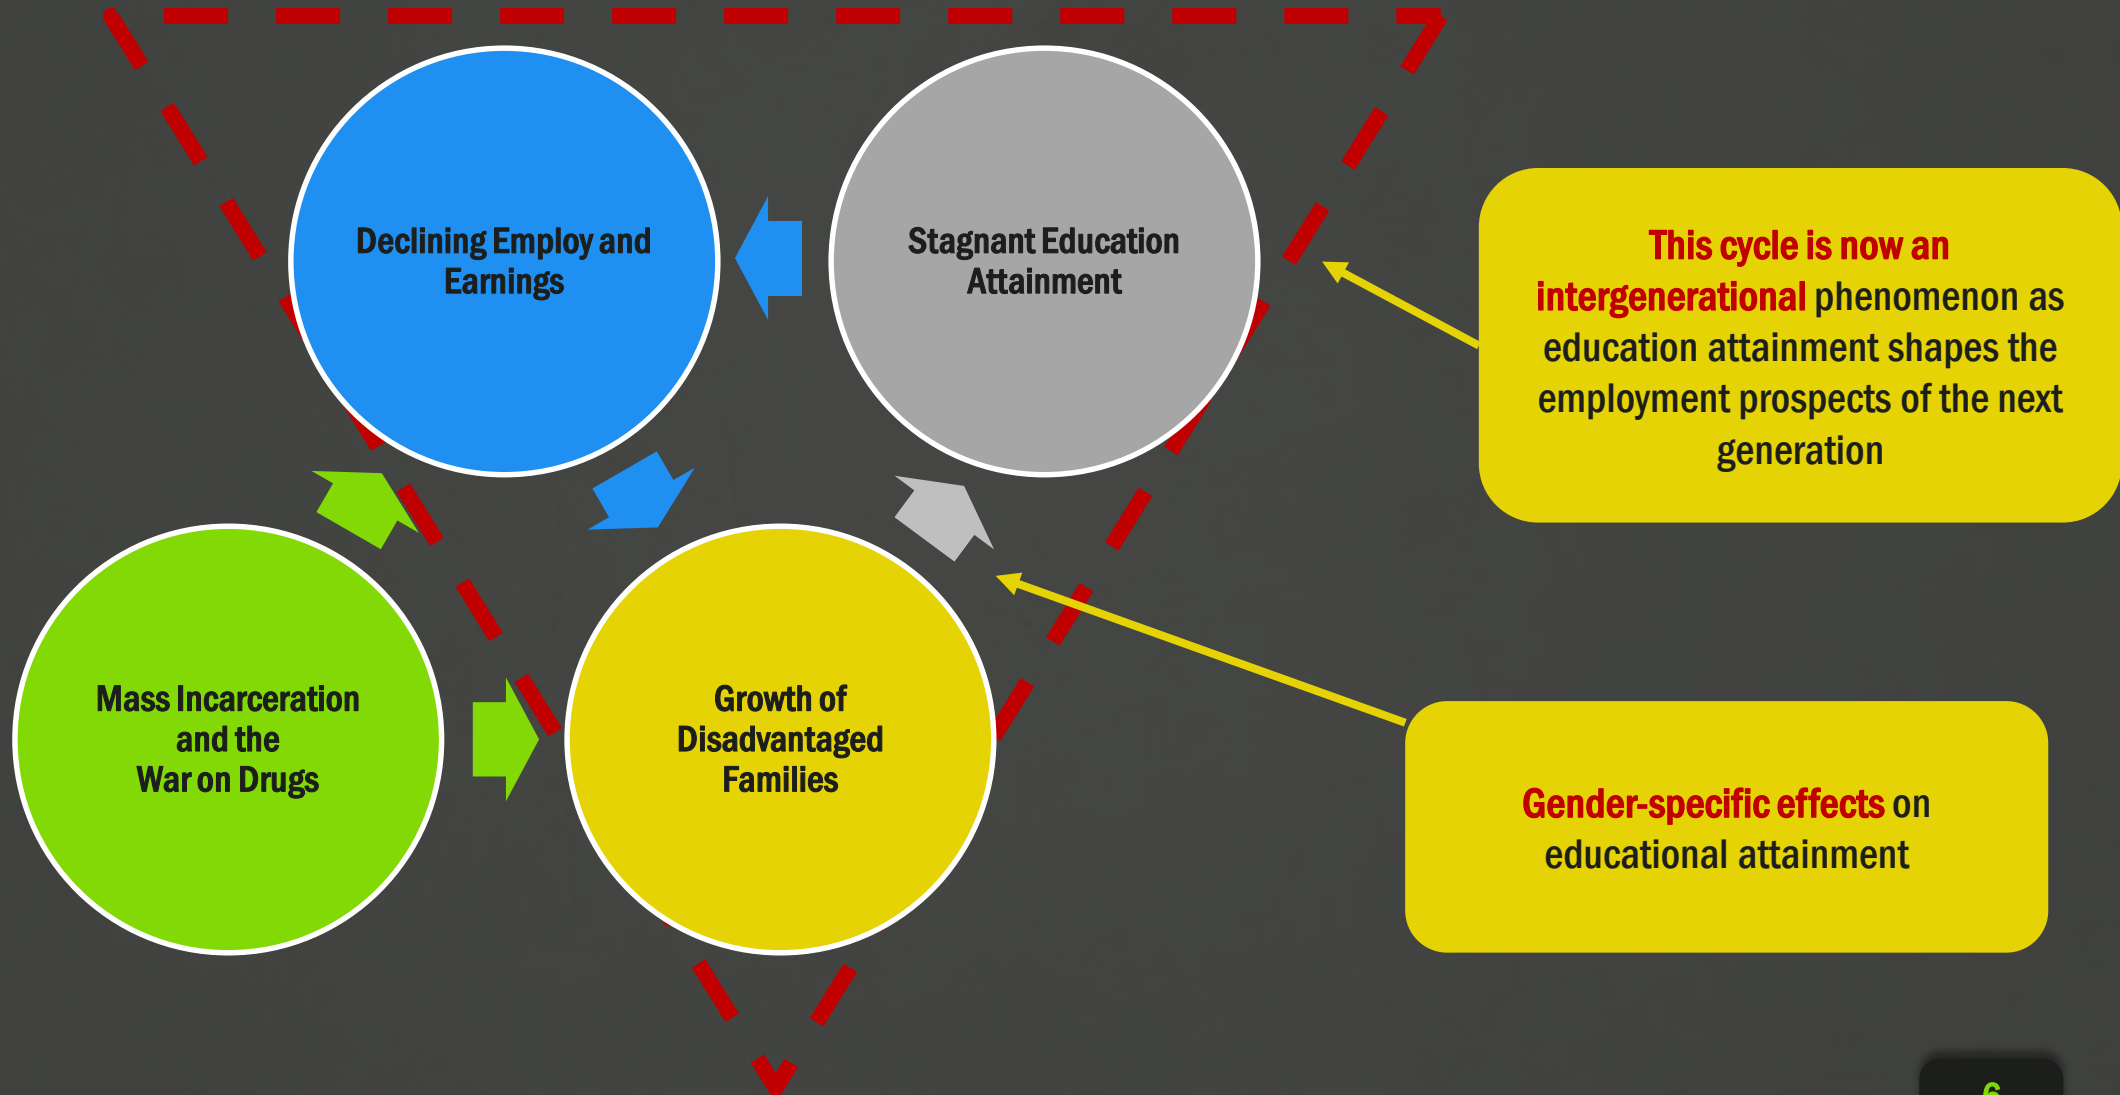 Declining Employ and
Earnings
Stagnant Education
Attainment
This cycle is now an
intergenerational phenomenon as
education attainment shapes the
employment prospects of the next
generation
Mass Incarceration
and the
War on Drugs
Growth of
Disadvantaged
Families
Gender-specific effects on
educational attainment
6